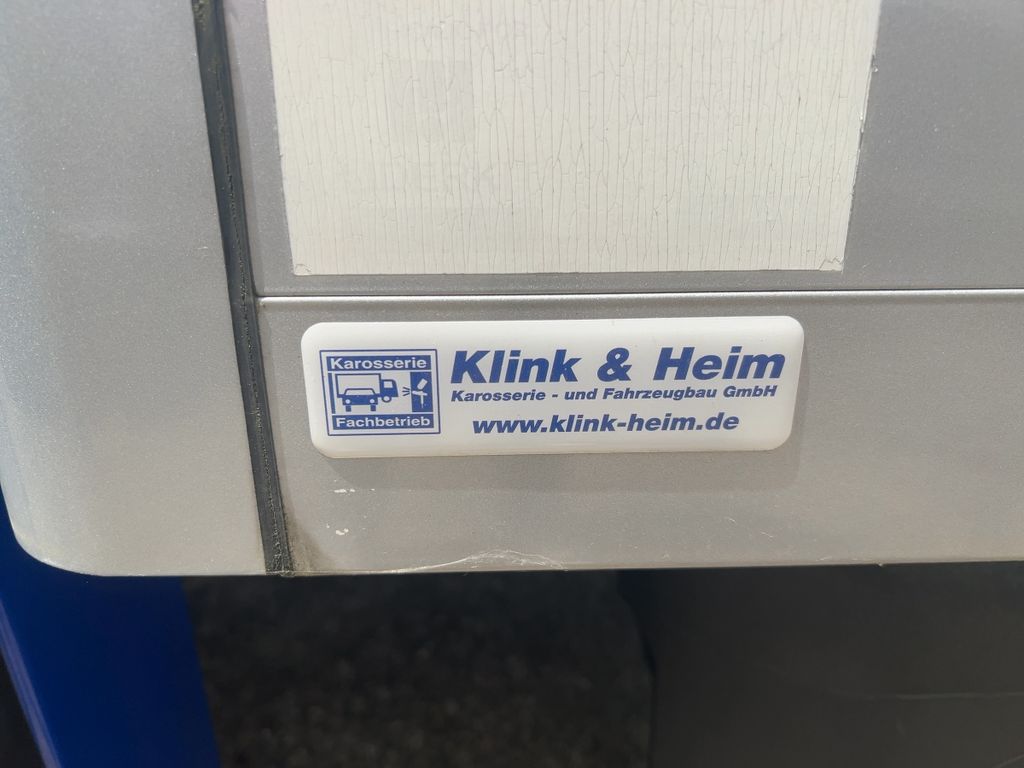 Karosserie
Fachbetrieb
Klink & Heim
Karosserie - und Fahrzeugbau GmbH
www.klink-heim.de